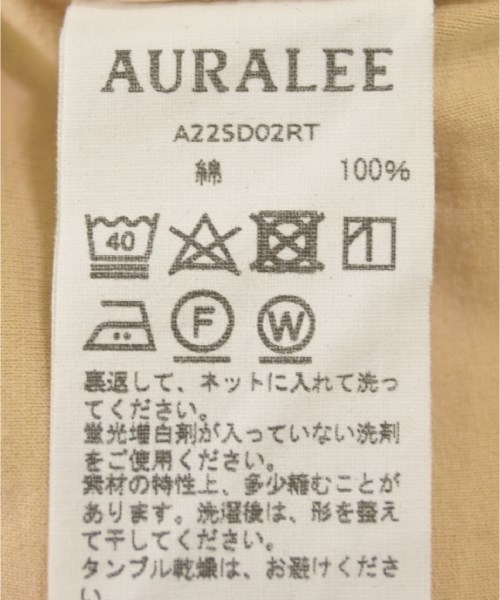 AURALEE
A22SD02RT
綿 100%
40
F W
裏返して、ネットに入れて洗っ
てください。
蛍光増白剤が入っていない洗剤
をご使用ください。
素材の特性上、多少縮むことが
あります。洗濯後は、形を整え
て干してください。
タンブル乾燥は、お避けくださ
い